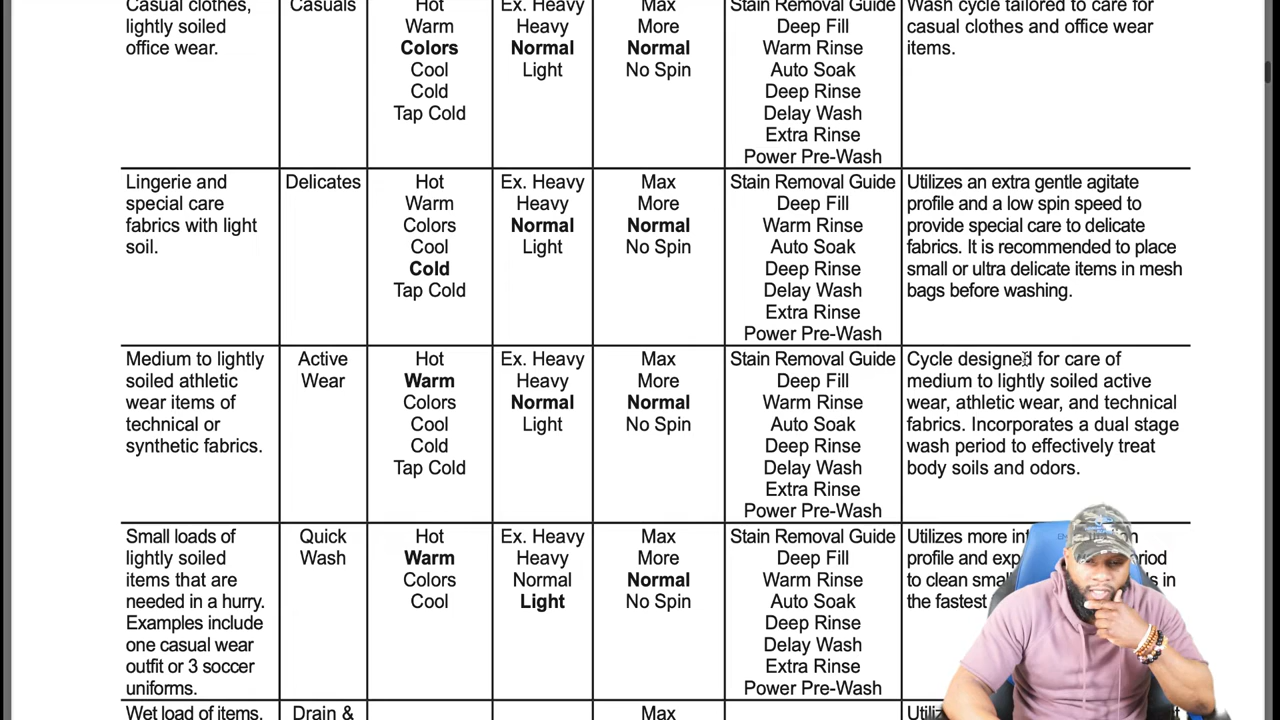 Casual clothes,
lightly soiled
office wear.
Casuals
Hot
Warm
Colors
Cool
Cold
Tap Cold
Ex. Heavy
Heavy
Normal
Light
Max
More
Normal
No Spin
Stain Removal Guide
Deep Fill
Warm Rinse
Auto Soak
Deep Rinse
Delay Wash
Extra Rinse
Power Pre-Wash
Wash cycle tailored to care for
casual clothes and office wear
items.
Lingerie and
special care
fabrics with light
soil.
Delicates
Hot
Warm
Colors
Cool
Cold
Tap Cold
Ex. Heavy
Heavy
Normal
Light
Max
More
Normal
No Spin
Stain Removal Guide
Deep Fill
Warm Rinse
Auto Soak
Deep Rinse
Delay Wash
Extra Rinse
Power Pre-Wash
Utilizes an extra gentle agitate
profile and a low spin speed to
provide special care to delicate
fabrics. It is recommended to place
small or ultra delicate items in mesh
bags before washing.
Medium to lightly
soiled athletic
wear items of
technical or
synthetic fabrics.
Active
Wear
Hot
Warm
Colors
Cool
Cold
Tap Cold
Ex. Heavy
Heavy
Normal
Light
Max
More
Normal
No Spin
Stain Removal Guide
Deep Fill
Warm Rinse
Auto Soak
Deep Rinse
Delay Wash
Extra Rinse
Power Pre-Wash
Cycle designed for care of
medium to lightly soiled active
wear, athletic wear, and technical
fabrics. Incorporates a dual stage
wash period to effectively treat
body soils and odors.
Small loads of
lightly soiled
items that are
needed in a hurry.
Examples include
one casual wear
outfit or 3 soccer
uniforms.
Quick
Wash
Hot
Warm
Colors
Cool
Ex. Heavy
Heavy
Normal
Light
Max
More
Normal
No Spin
Stain Removal Guide
Deep Fill
Warm Rinse
Auto Soak
Deep Rinse
Delay Wash
Extra Rinse
Power Pre-Wash
Utilizes more
profile and
to clean in
the fastest
Wet load of items,
Drain &
Max